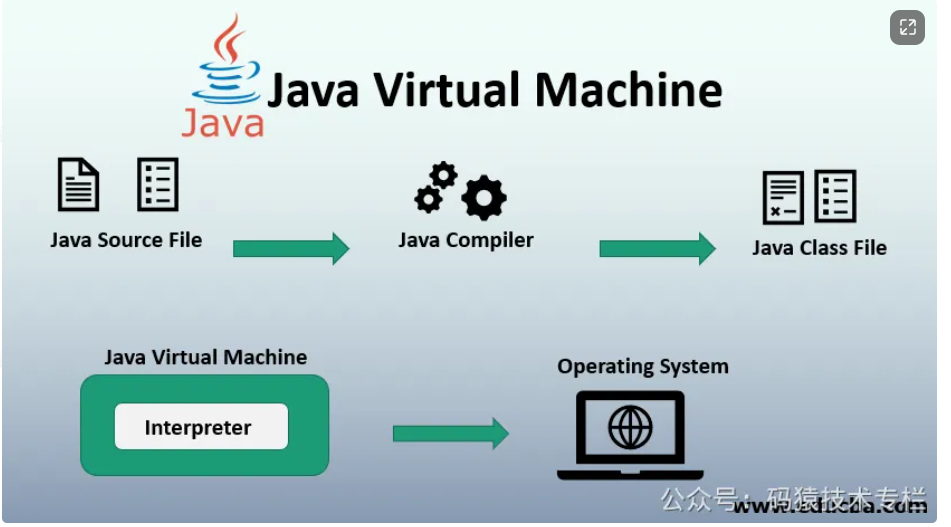 Java
Java Virtual Machine
Java Source File
Java Compiler
Java Class File
Java Virtual Machine
Interpreter
Operating System
公众号：码猿技术专栏
www.educba.com